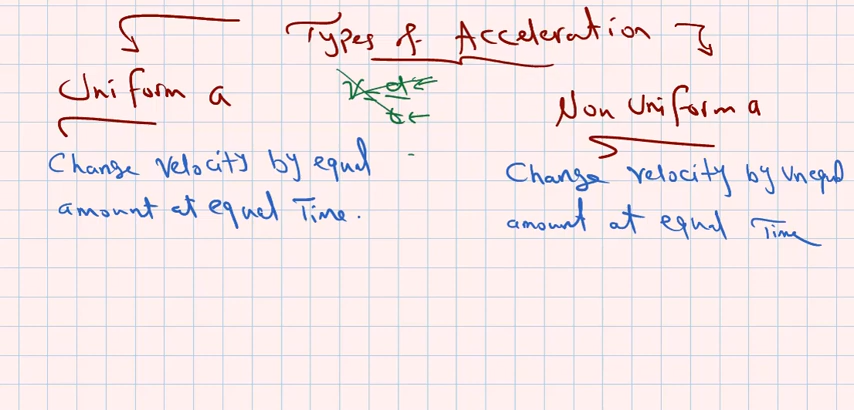 Types of Acceleration
Uniform a
V = d
t
Non Uniform a
Change Velocity by equal
amount at equal Time.
Change velocity by unequal
amount at equal Time